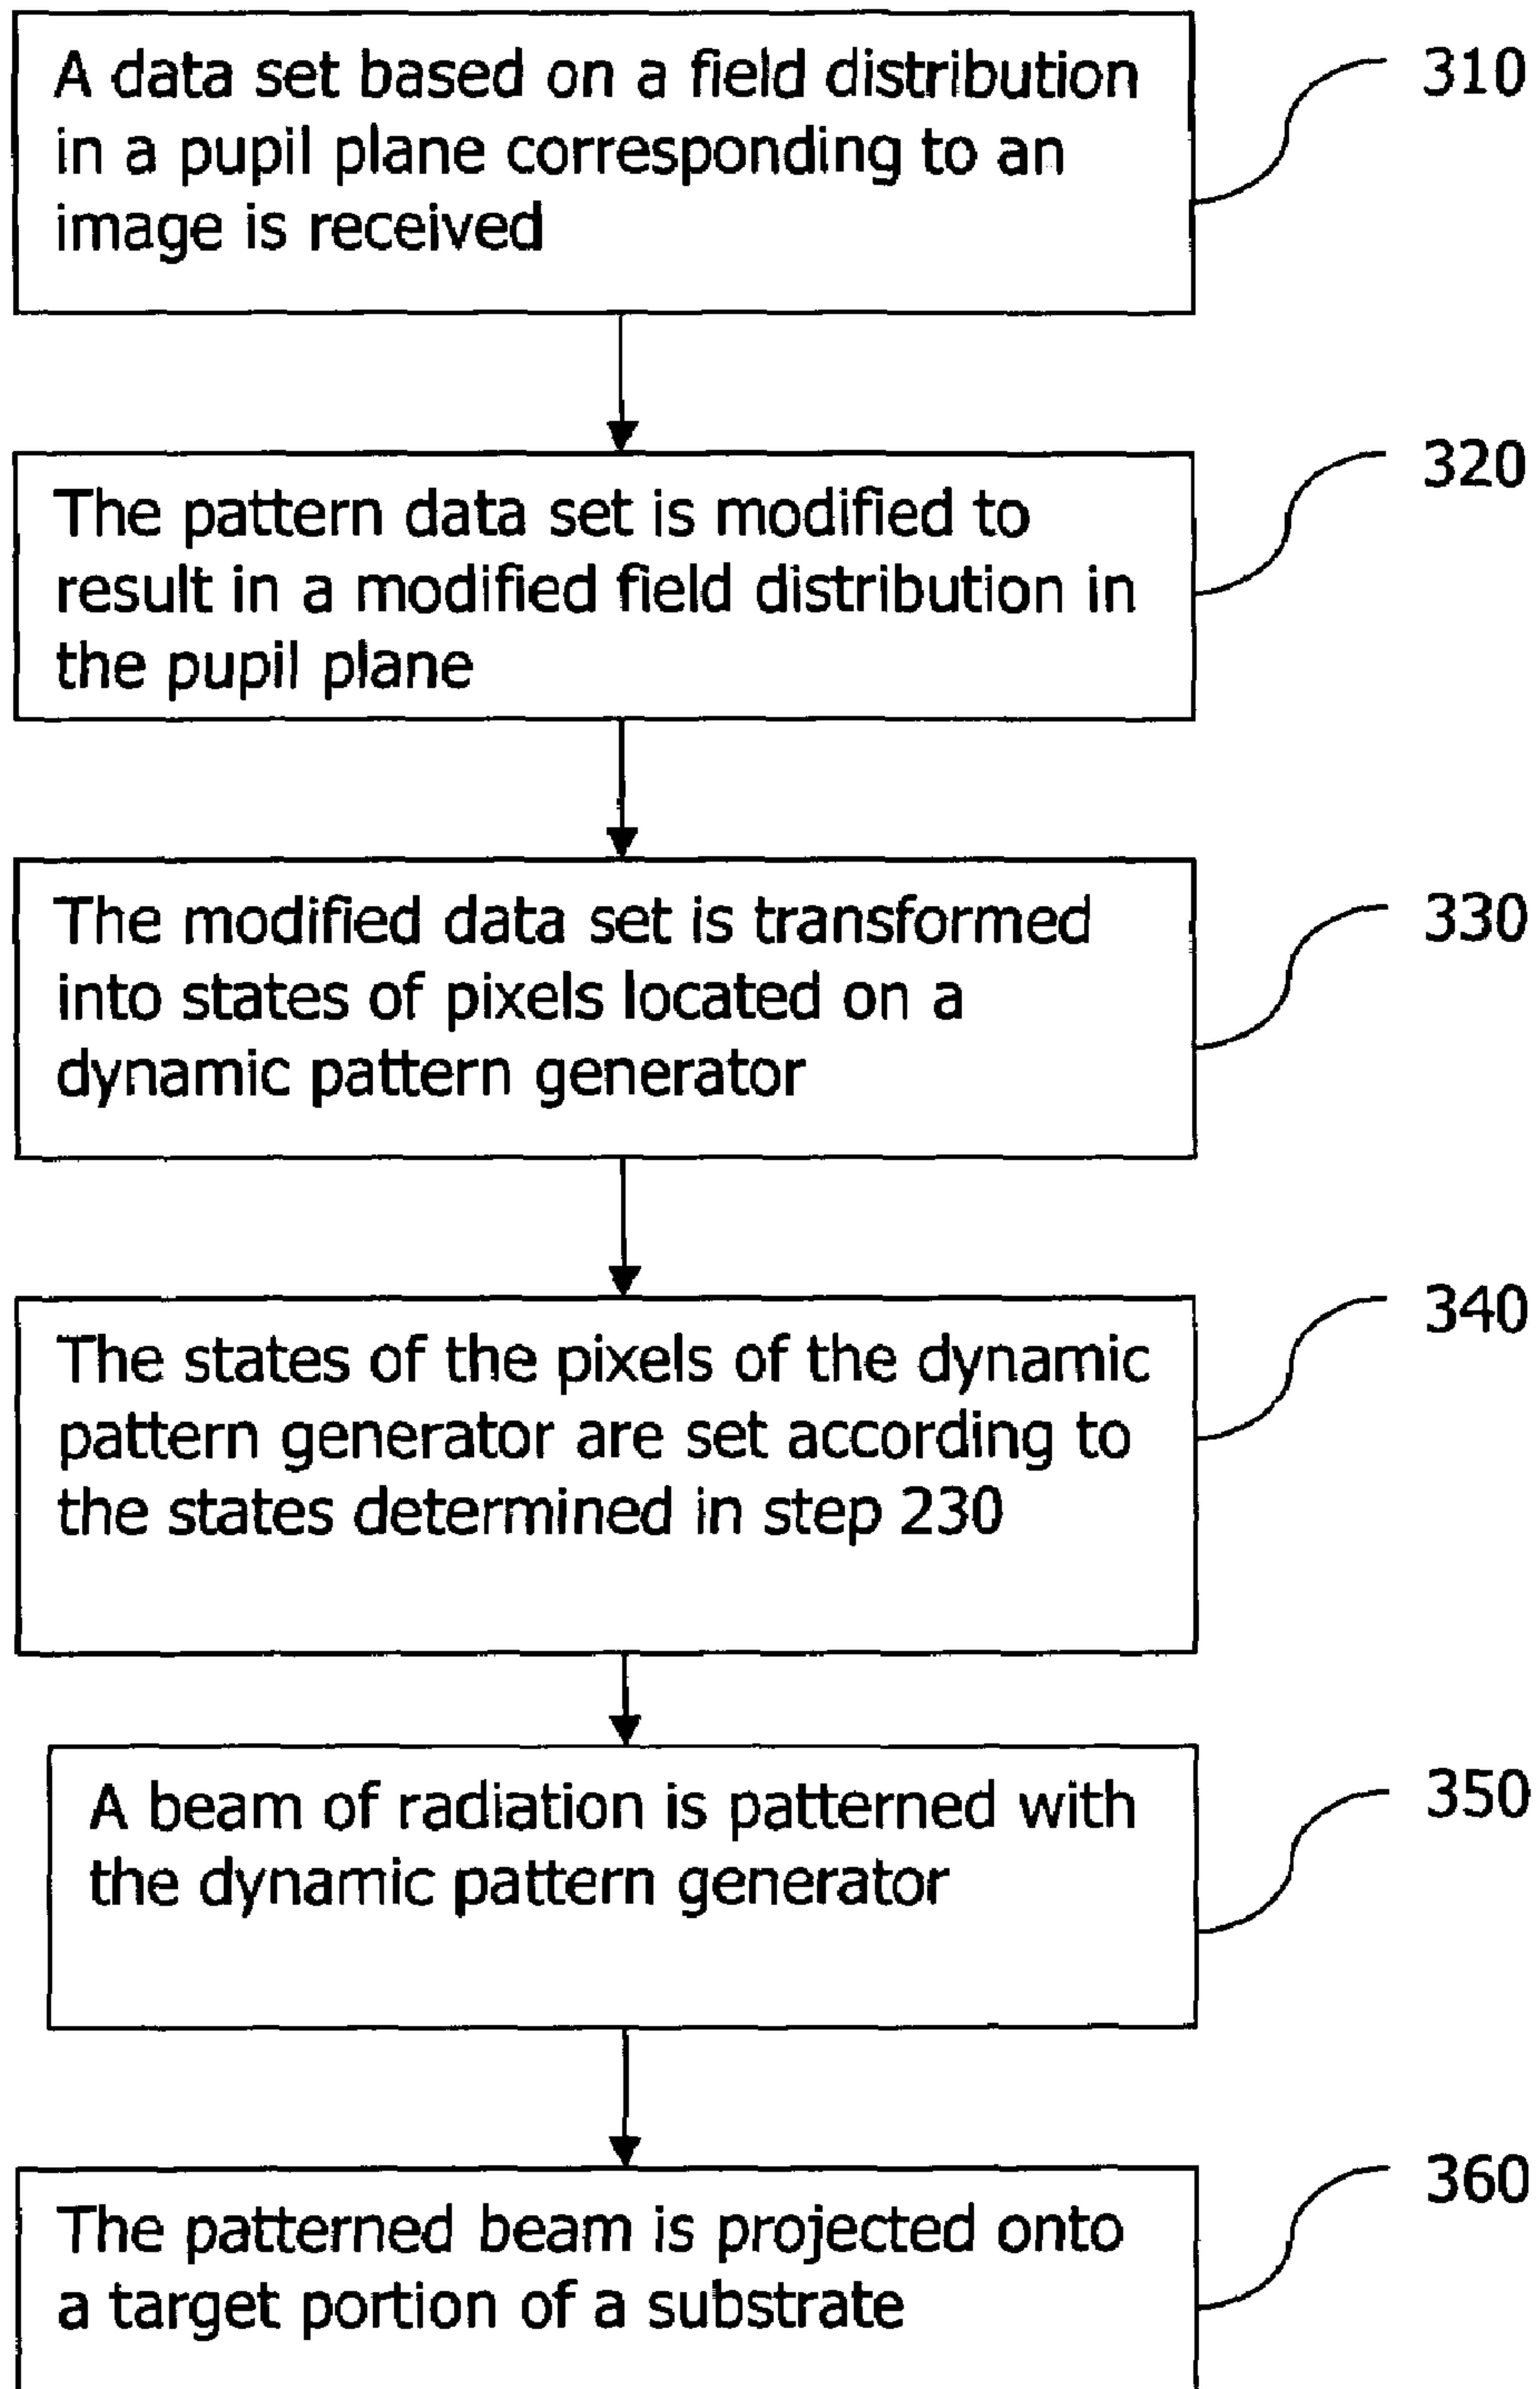 A data set based on a field distribution
in a pupil plane corresponding to an
image is received
310
The pattern data set is modified to
result in a modified field distribution in
the pupil plane
320
The modified data set is transformed
into states of pixels located on a
dynamic pattern generator
330
The states of the pixels of the dynamic
pattern generator are set according to
the states determined in step 230
340
A beam of radiation is patterned with
the dynamic pattern generator
350
The patterned beam is projected onto
a target portion of a substrate
360